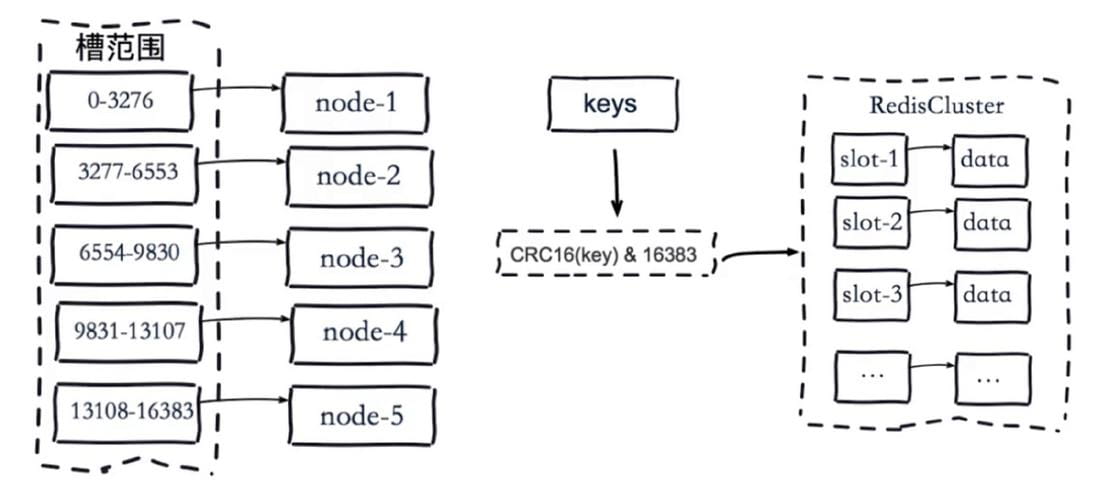 槽范围
0-3276
node-1
3277-6553
node-2
6554-9830
node-3
9831-13107
node-4
13108-16383
node-5
keys
CRC16(key) & 16383
RedisCluster
slot-1
data
slot-2
data
slot-3
data
...
...